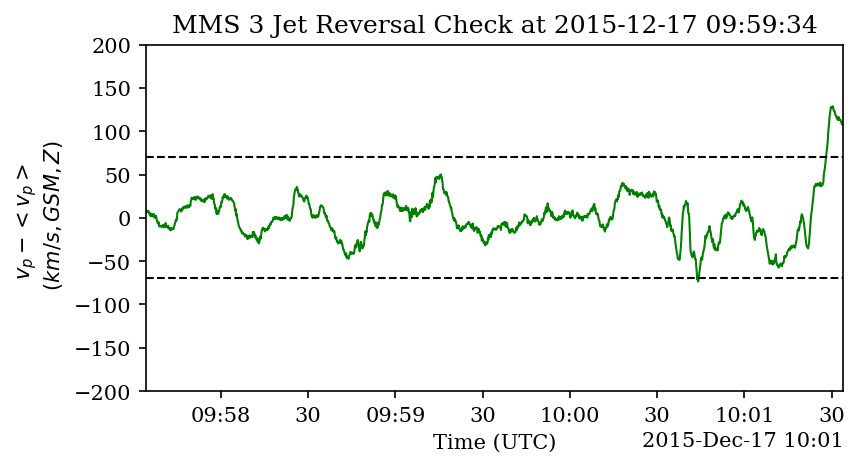 MMS 3 Jet Reversal Check at 2015-12-17 09:59:34
200
150
100
50
0
−50
−100
−150
−200
v_p − < v_p >
(km/s, GSM, Z)
09:58 30 09:59 30 10:00 30 10:01 30
Time (UTC)
2015-Dec-17 10:01